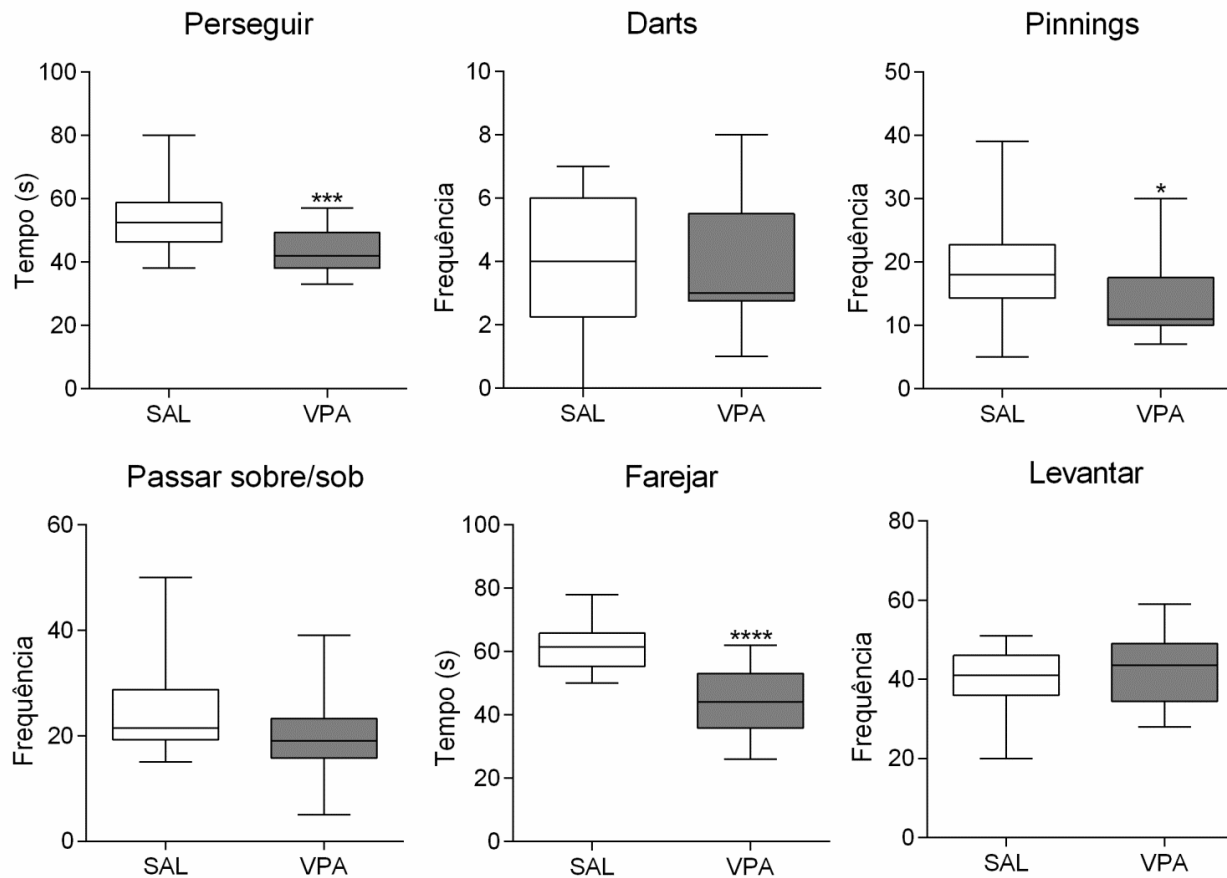 Perseguir
Tempo (s)
100
80
60
40
20
0
***
SAL VPA
Darts
Frequência
10
8
6
4
2
0
SAL VPA
Pinnings
Frequência
50
40
30
20
10
0
*
SAL VPA
Passar sobre/sob
Frequência
60
40
20
0
SAL VPA
Farejar
Tempo (s)
100
80
60
40
20
0
****
SAL VPA
Levantar
Frequência
80
60
40
20
0
SAL VPA